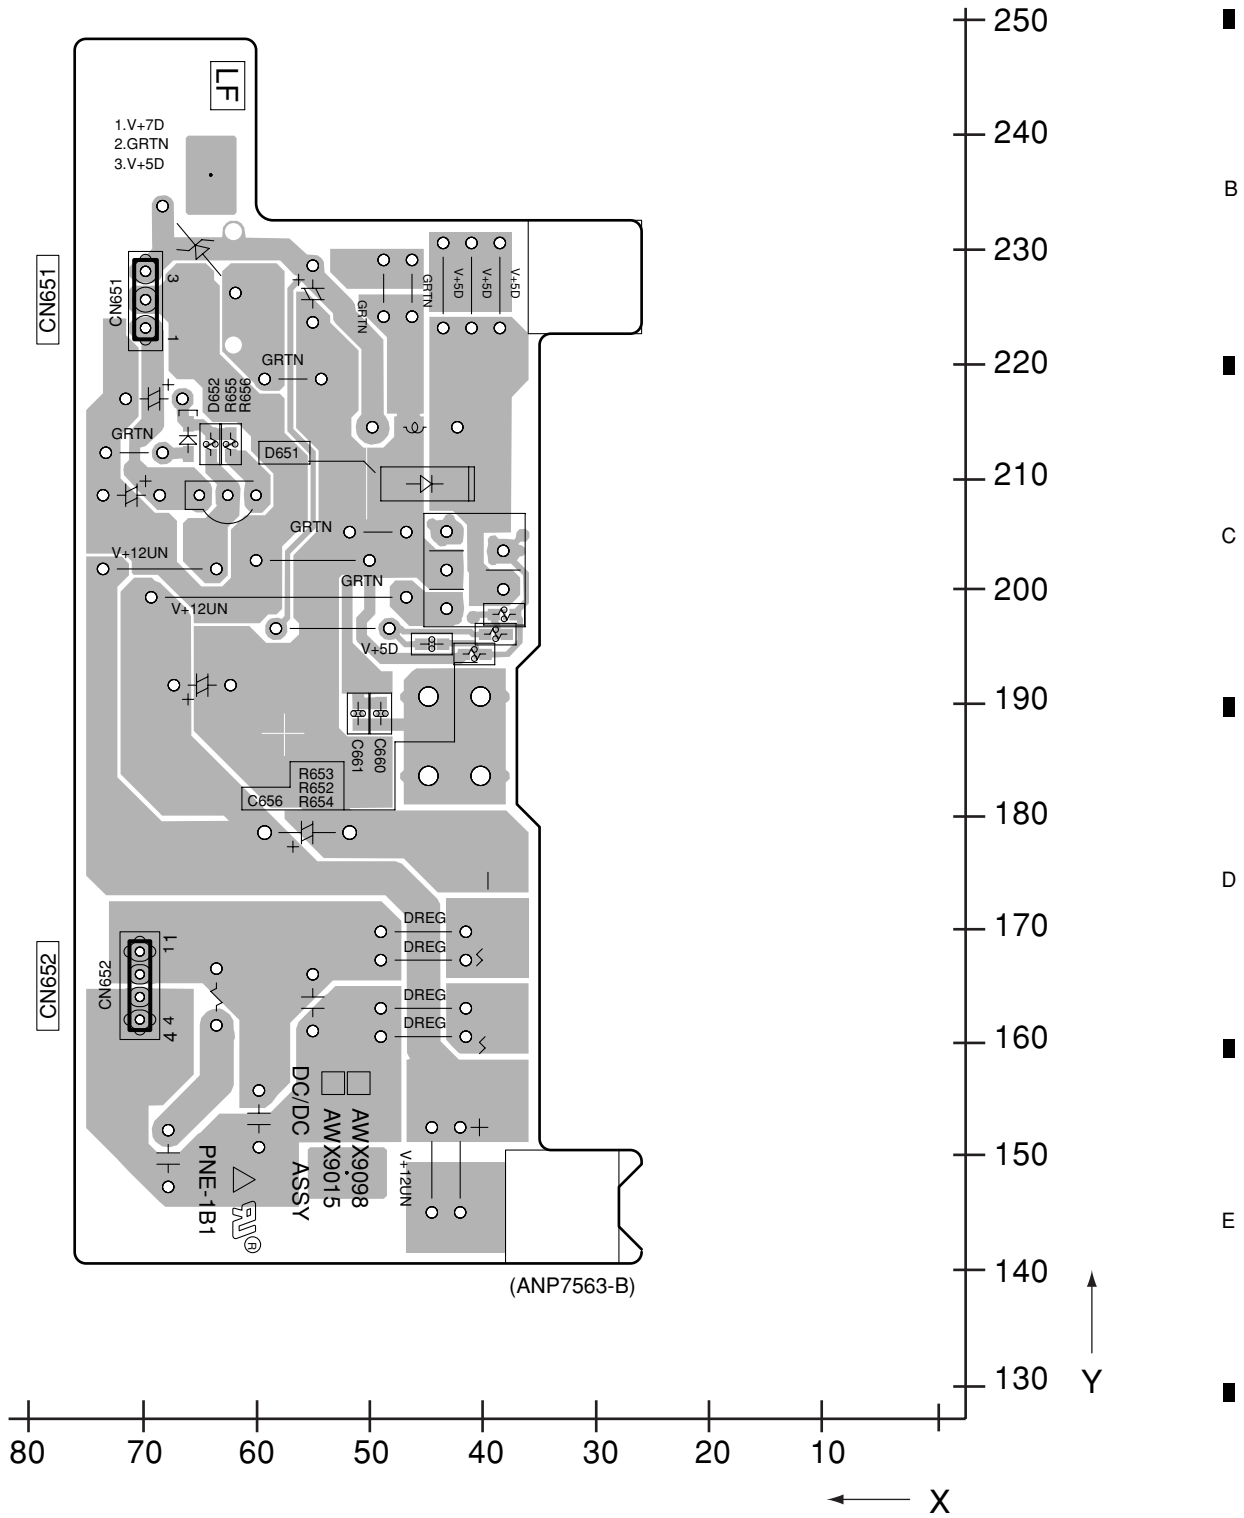 250
LF
1.V+7D
2.GRTN
3.V+5D
240
B
230
CN651
CN651
3
1
GRTN
GRTN
V+5D
V+5D
V+5D
220
GRTN
D652
R655
R656
GRTN
D651
210
GRTN
C
V+12UN
GRTN
200
V+12UN
V+5D
190
C661
C660
R653
R652
R654
C656
180
D
170
DREG
DREG
CN652
CN652
1
1
4
4
DREG
DREG
160
DC/DC ASSY
AWX9015
AWX9098
PNE-1B1
V+12UN
150
E
140
(ANP7563-B)
130
Y
80 70 60 50 40 30 20 10
X